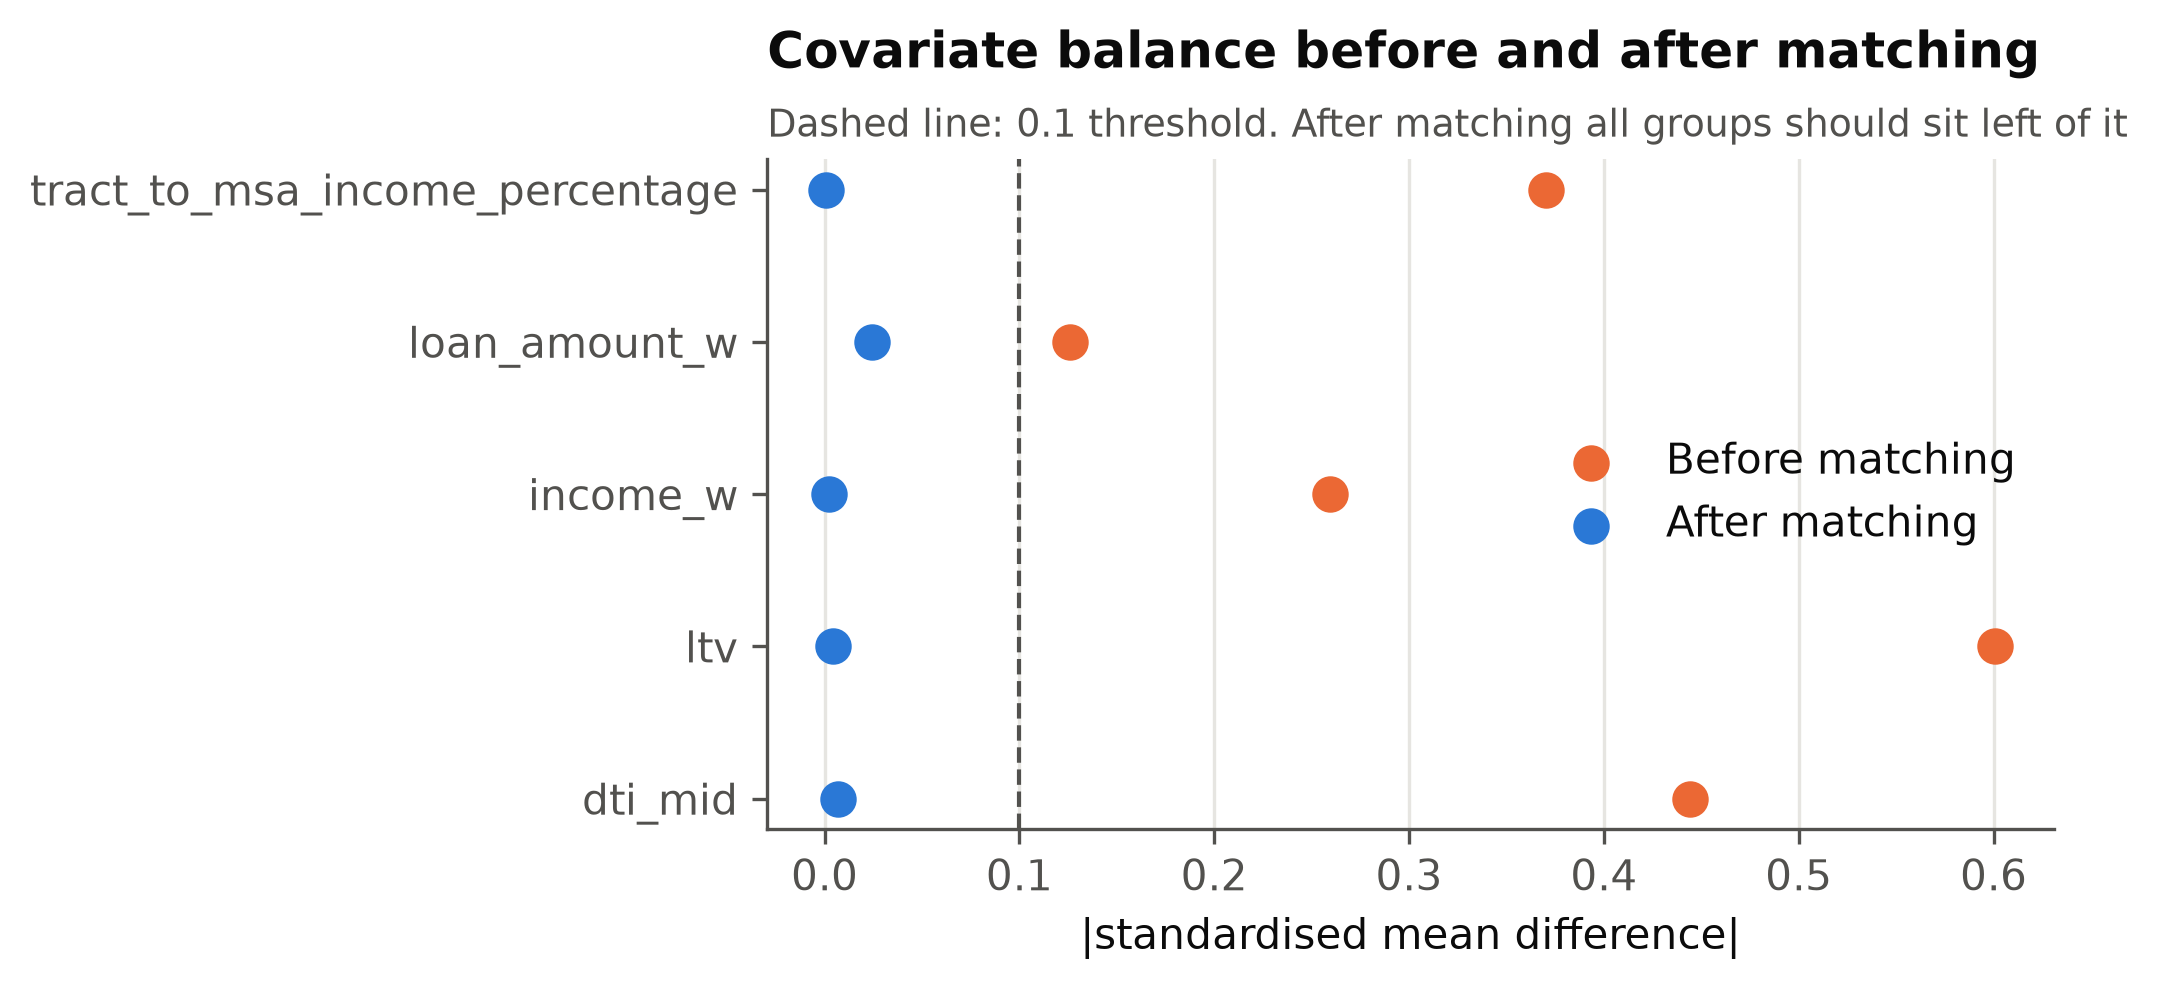 Covariate balance before and after matching
Dashed line: 0.1 threshold. After matching all groups should sit left of it
tract_to_msa_income_percentage
loan_amount_w
income_w
ltv
dti_mid
Before matching
After matching
0.0 0.1 0.2 0.3 0.4 0.5 0.6
|standardised mean difference|